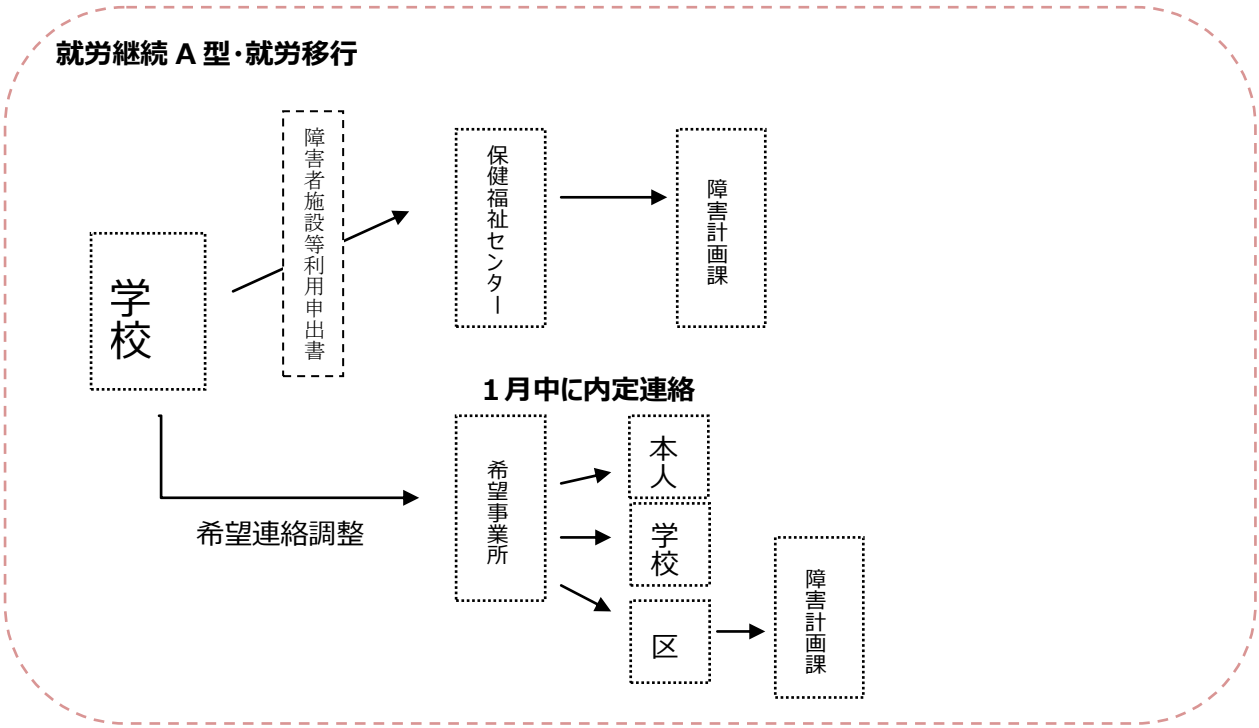 就労継続 A 型・就労移行
学校
障害者施設等利用申出書
保健福祉センター
障害計画課
１月中に内定連絡
希望連絡調整
希望事業所
本人
学校
区
障害計画課